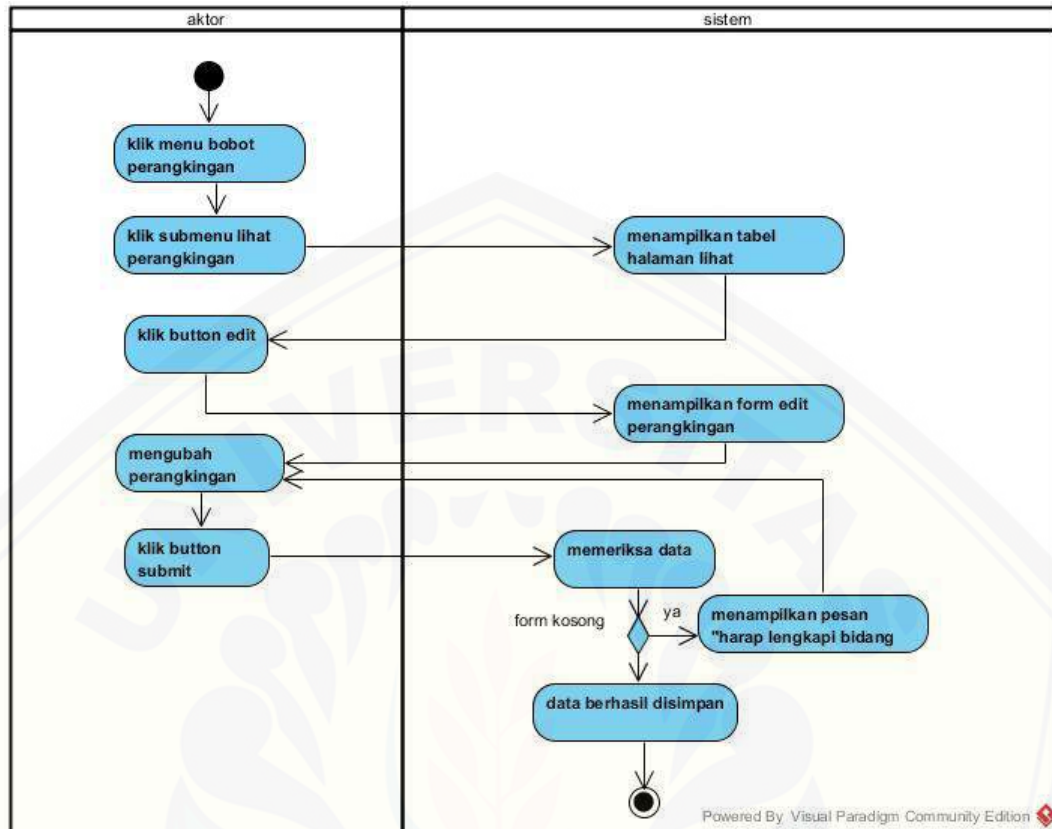 aktor
sistem
klik menu bobot
perangkingan
klik submenu lihat
perangkingan
menampilkan tabel
halaman lihat
klik button edit
menampilkan form edit
perangkingan
mengubah
perangkingan
klik button
submit
memeriksa data
form kosong
ya
menampilkan pesan
"harap lengkapi bidang
data berhasil disimpan
UNIVERSITAS
Powered By Visual Paradigm Community Edition